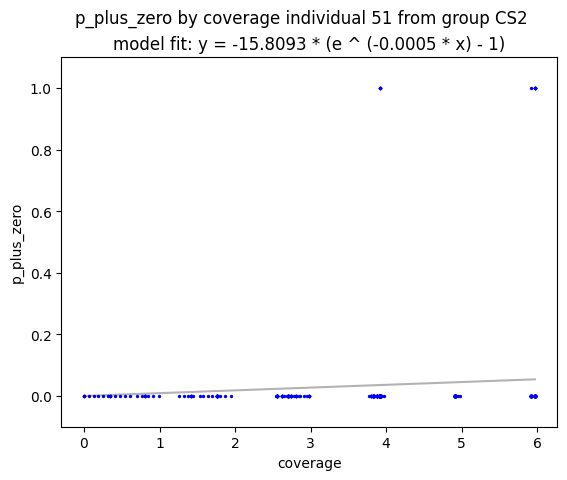 p_plus_zero by coverage individual 51 from group CS2
model fit: y = -15.8093 * (e ^ (-0.0005 * x) - 1)
1.0
0.8
0.6
0.4
0.2
0.0
p_plus_zero
0 1 2 3 4 5 6
coverage